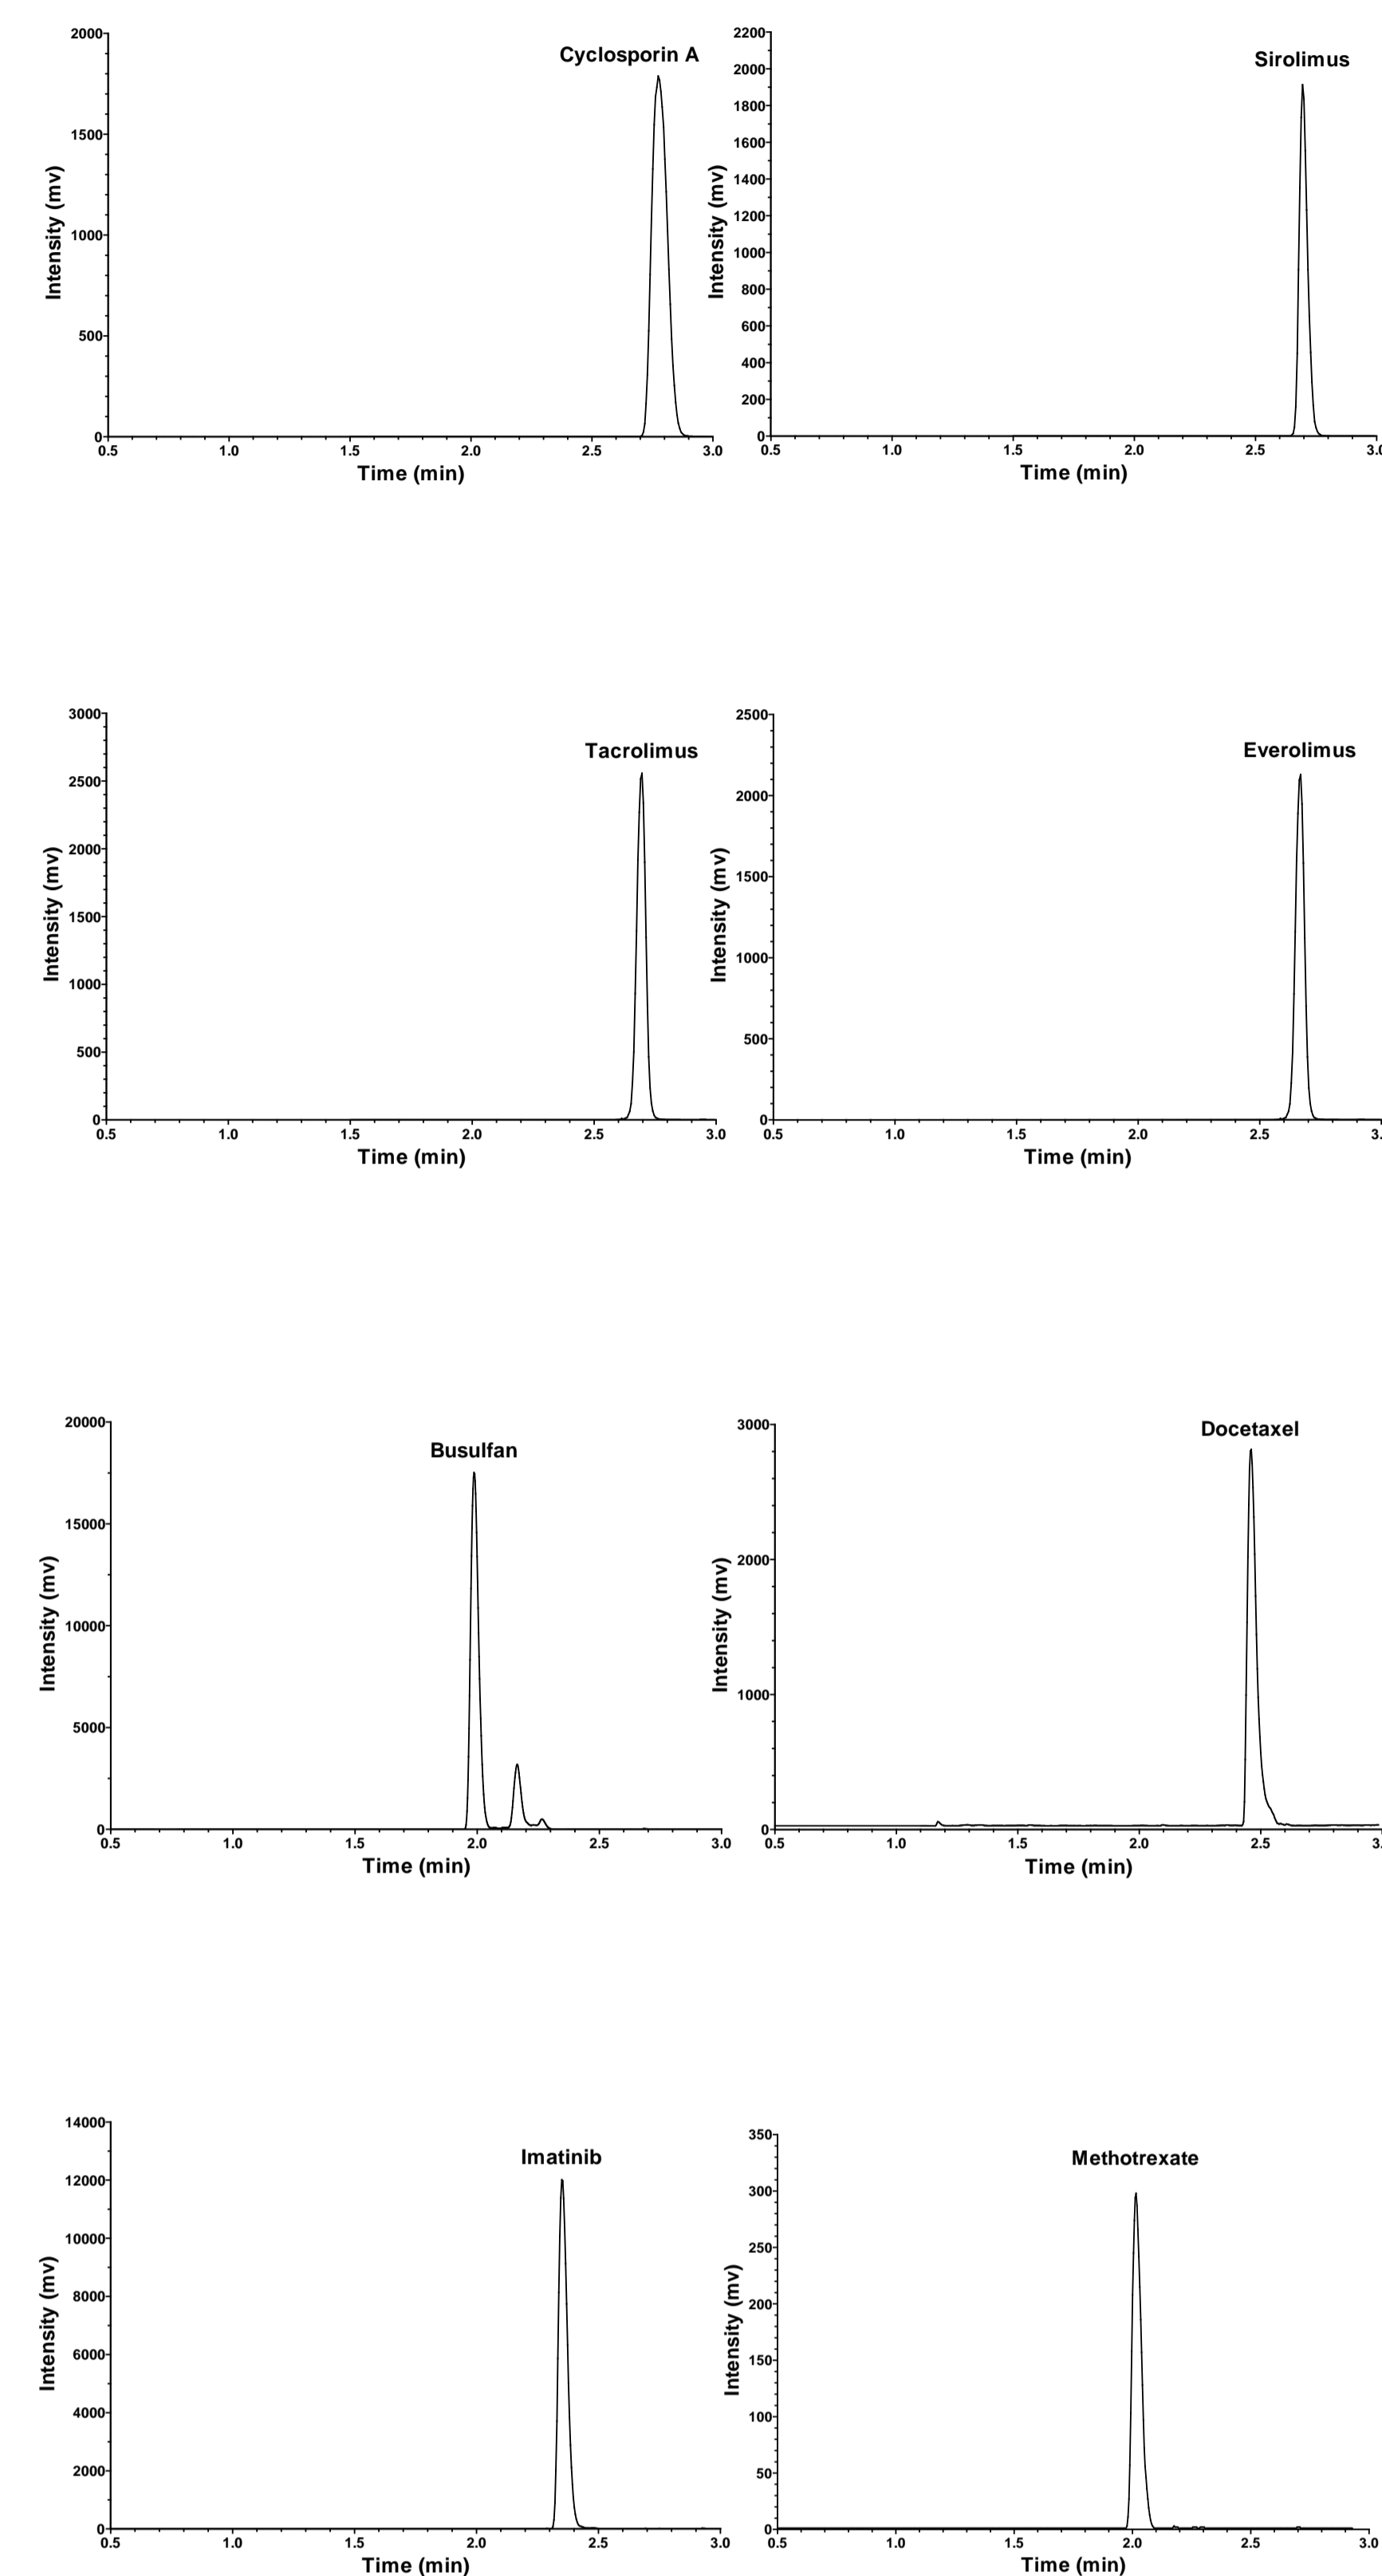 Cyclosporin A
2000
1500
1000
500
0
Intensity (mv)
0.5 1.0 1.5 2.0 2.5 3.0
Time (min)
Sirolimus
2200
2000
1800
1600
1400
1200
1000
800
600
400
200
0
Intensity (mv)
0.5 1.0 1.5 2.0 2.5 3.0
Time (min)
Tacrolimus
3000
2500
2000
1500
1000
500
0
Intensity (mv)
0.5 1.0 1.5 2.0 2.5 3.0
Time (min)
Everolimus
2500
2000
1500
1000
500
0
Intensity (mv)
0.5 1.0 1.5 2.0 2.5 3.
Time (min)
Busulfan
20000
15000
10000
5000
0
Intensity (mv)
0.5 1.0 1.5 2.0 2.5 3.0
Time (min)
Docetaxel
3000
2000
1000
0
Intensity (mv)
0.5 1.0 1.5 2.0 2.5 3.
Time (min)
Imatinib
14000
12000
10000
8000
6000
4000
2000
0
Intensity (mv)
0.5 1.0 1.5 2.0 2.5 3.0
Time (min)
Methotrexate
350
300
250
200
150
100
50
0
Intensity (mv)
0.5 1.0 1.5 2.0 2.5 3.0
Time (min)